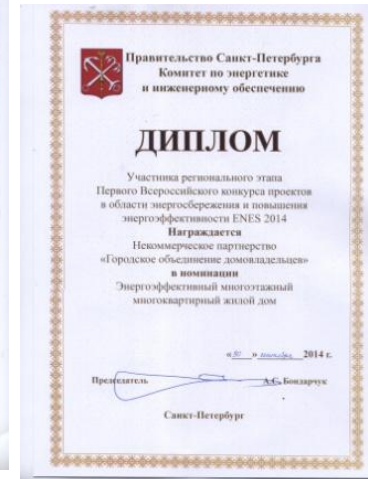 Правительство Санкт-Петербурга
Комитет по энергетике
и инженерному обеспечению
ДИПЛОМ
Участника регионального этапа
Первого Всероссийского конкурса проектов
в области энергосбережения и повышения
энергоэффективности ENES 2014
Награждается
Некоммерческое партнерство
«Городское объединение домовладельцев»
в номинации
Энергоэффективный многоэтажный
многоквартирный жилой дом
«30» 2014 г.
Председатель А.С. Бондарчук
Санкт-Петербург